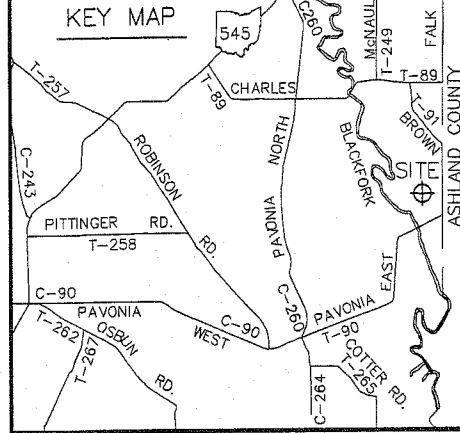 KEY MAP
545
C260
McNAUL
T-249
FALK
T-89
T-257
T-89
CHARLES
T-91
BROWN
ASHLAND COUNTY
ROBINSON
RD.
NORTH
PAVONIA
BLACKFORK
SITE
C-243
PITTINGER RD.
T-258
EAST
C-90
PAVONIA
WEST
C-90
C-260
PAVONIA
T-90
T-262
OSBUN
RD.
T-267
COTTER RD.
T-265
C-264